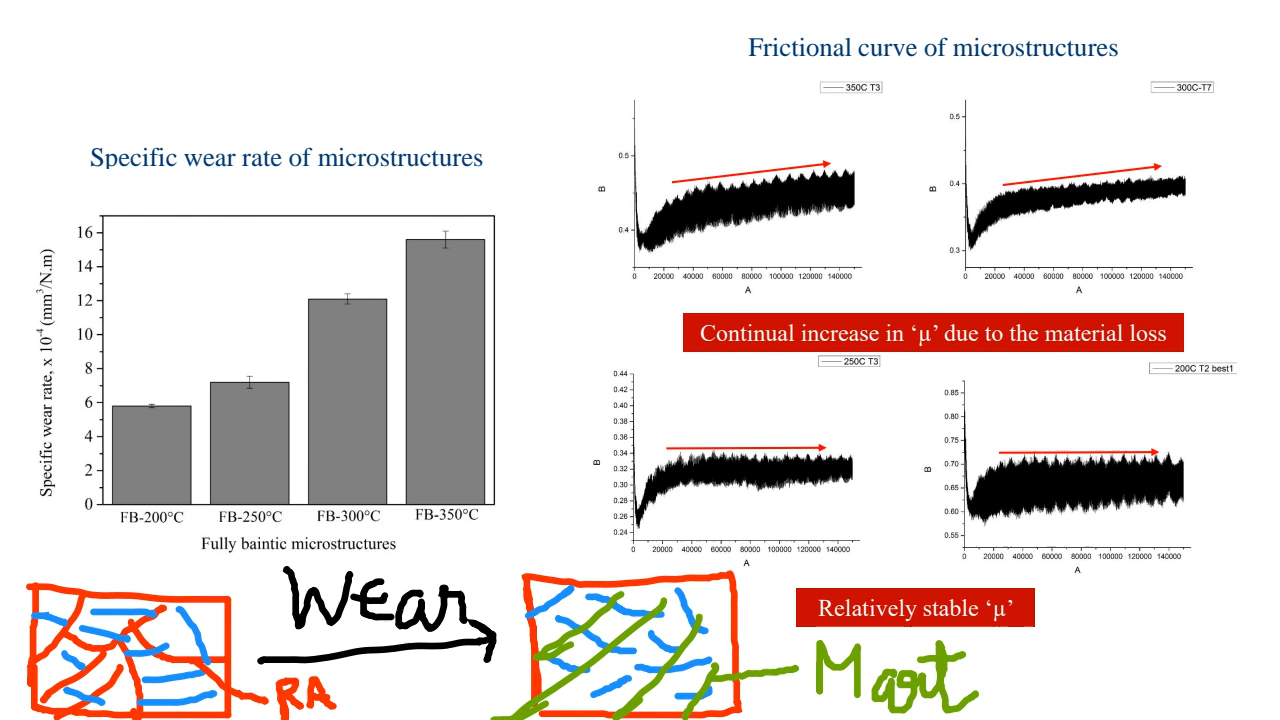 Frictional curve of microstructures
Specific wear rate of microstructures
Specific wear rate, x 10⁻⁴ (mm³/N.m)
16
14
12
10
8
6
4
2
0
FB-200°C FB-250°C FB-300°C FB-350°C
Fully baintic microstructures
350C T3
B
0.5
0.4
0 20000 40000 60000 80000 100000 120000 140000
A
300C-T7
B
0.5
0.4
0.3
0 20000 40000 60000 80000 100000 120000 140000
A
Continual increase in ‘µ’ due to the material loss
250C T3
B
0.44
0.42
0.40
0.38
0.36
0.34
0.32
0.30
0.28
0.26
0.24
0 20000 40000 60000 80000 100000 120000 140000
A
200C T2 best1
B
0.85
0.80
0.75
0.70
0.65
0.60
0.55
0 20000 40000 60000 80000 100000 120000 140000
A
Relatively stable ‘µ’
Wear
RA